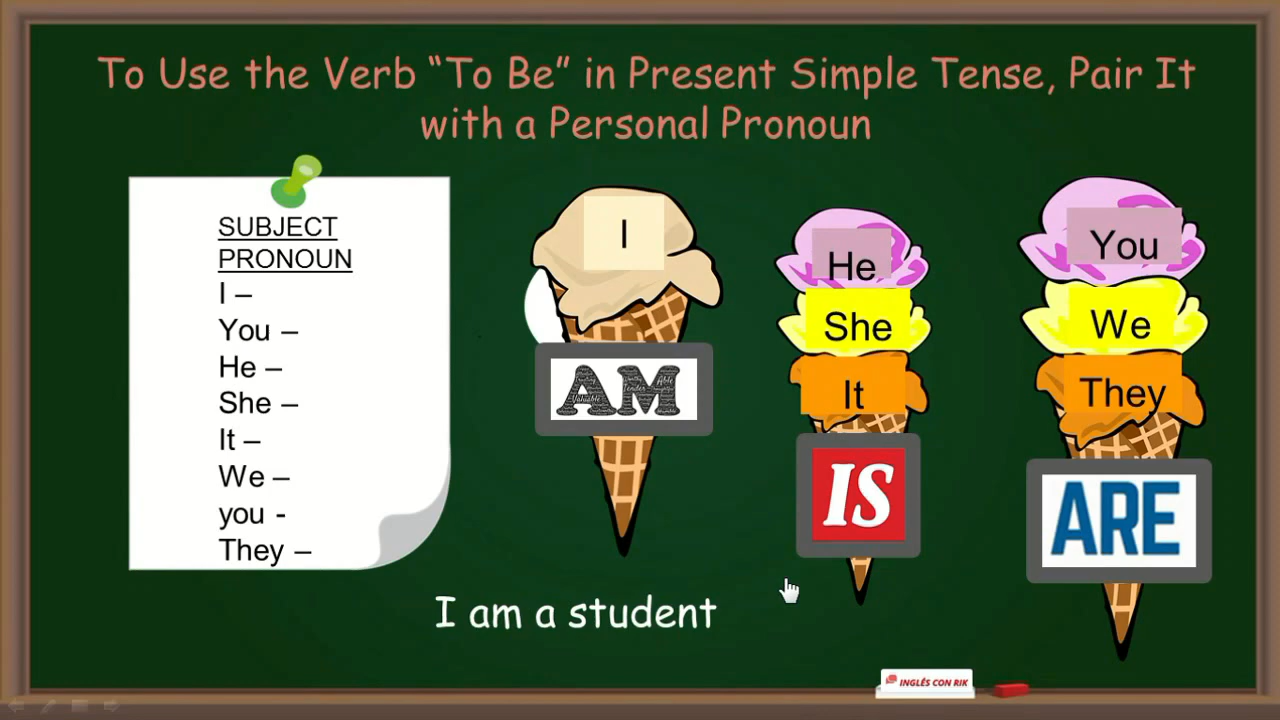 To Use the Verb “To Be” in Present Simple Tense, Pair It
with a Personal Pronoun
SUBJECT
PRONOUN
I –
You –
He –
She –
It –
We –
you -
They –
I
AM
He
She
It
IS
You
We
They
ARE
I am a student
INGLÉS CON RIK